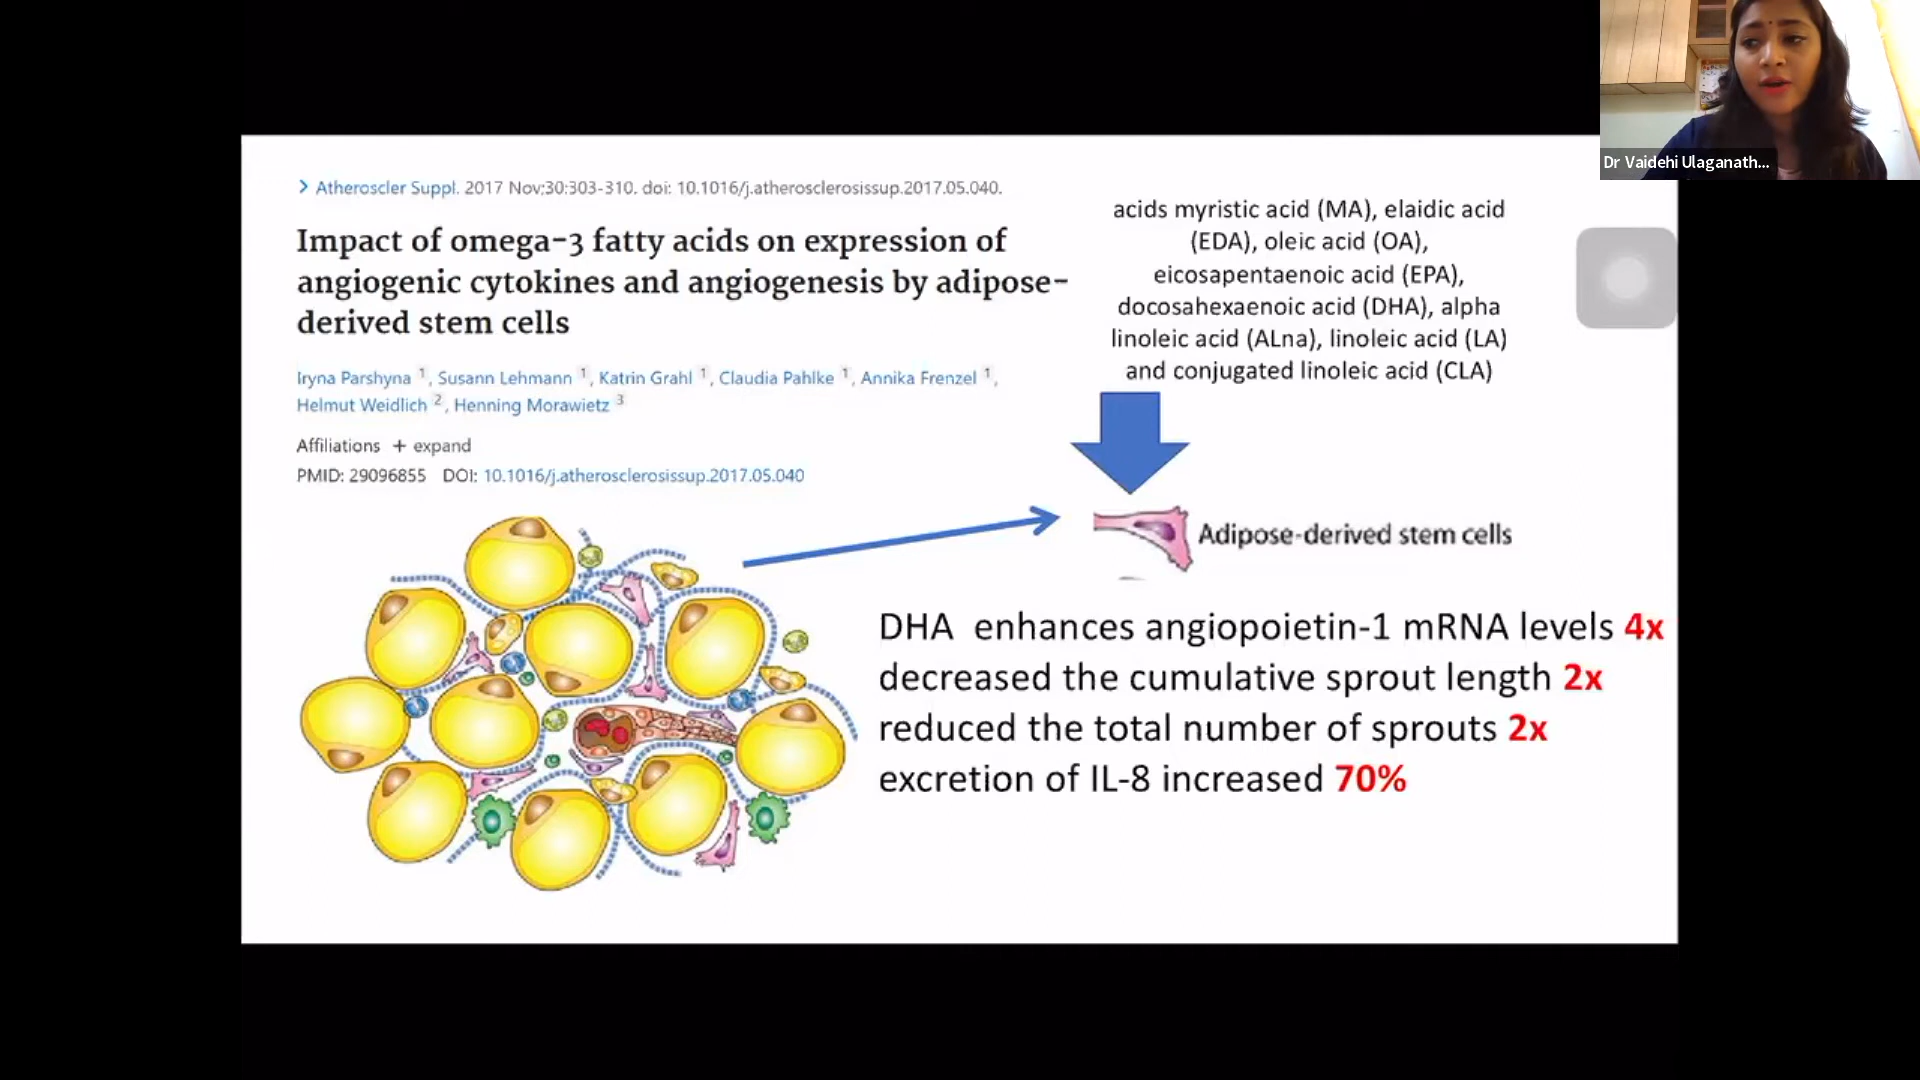 Dr Vaidehi Ulaganath...
> Atheroscler Suppl. 2017 Nov;30:303-310. doi: 10.1016/j.atherosclerosissup.2017.05.040.
Impact of omega-3 fatty acids on expression of
angiogenic cytokines and angiogenesis by adipose-
derived stem cells
Iryna Parshyna 1, Susann Lehmann 1, Katrin Grahl 1, Claudia Pahlke 1, Annika Frenzel 1,
Helmut Weidlich 2, Henning Morawietz 3
Affiliations + expand
PMID: 29096855 DOI: 10.1016/j.atherosclerosissup.2017.05.040
acids myristic acid (MA), elaidic acid
(EDA), oleic acid (OA),
eicosapentaenoic acid (EPA),
docosahexaenoic acid (DHA), alpha
linoleic acid (ALna), linoleic acid (LA)
and conjugated linoleic acid (CLA)
Adipose-derived stem cells
DHA enhances angiopoietin-1 mRNA levels 4x
decreased the cumulative sprout length 2x
reduced the total number of sprouts 2x
excretion of IL-8 increased 70%